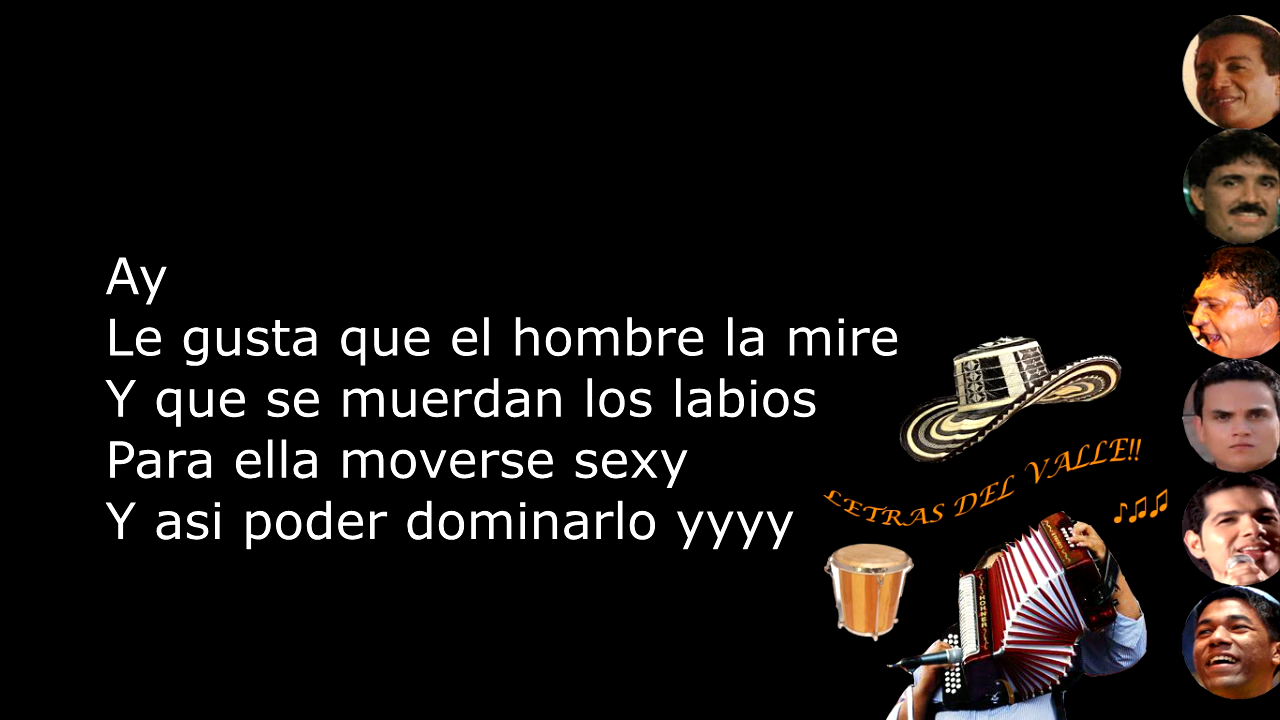 Ay
Le gusta que el hombre la mire
Y que se muerdan los labios
Para ella moverse sexy
Y asi poder dominarlo yyyy
LETRAS DEL VALLE!!
HOHNER